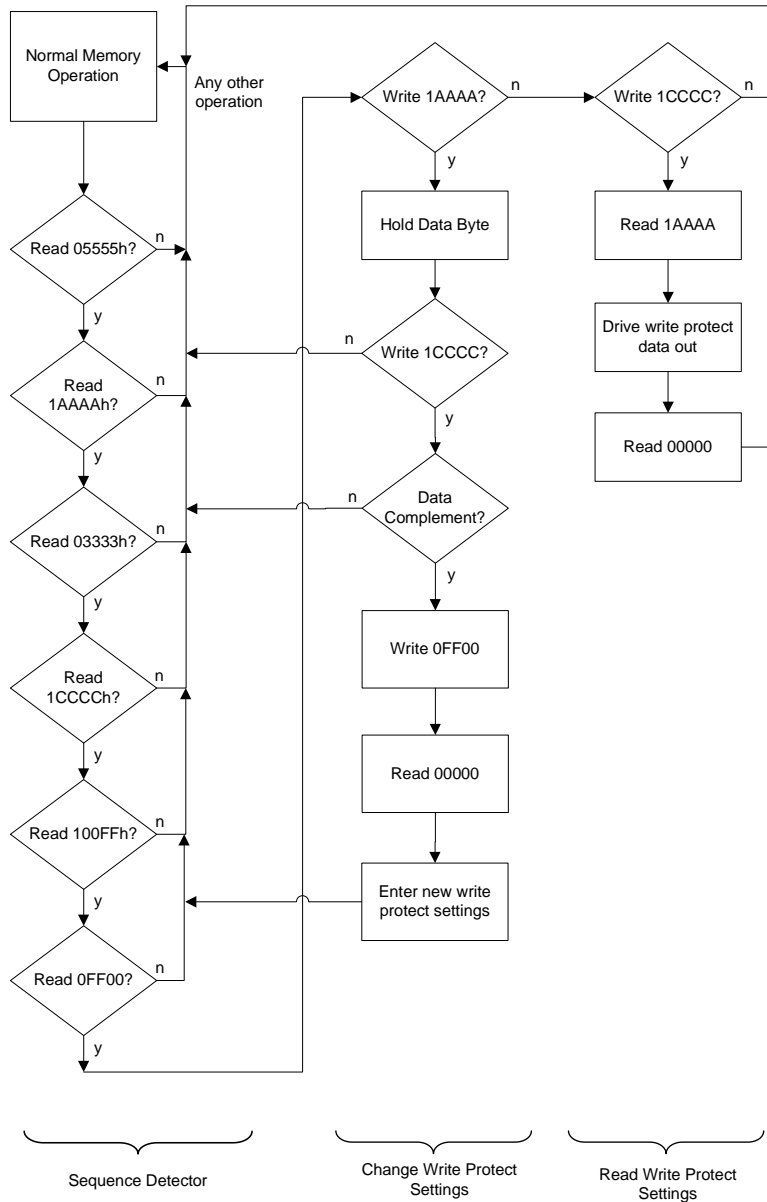 Normal Memory
Operation
Any other
operation
Read 05555h?
n
y
Read
1AAAAh?
n
y
Read 03333h?
n
y
Read
1CCCCh?
n
y
Read 100FFh?
n
y
Read 0FF00?
n
y
Sequence Detector
Write 1AAAA?
n
y
Hold Data Byte
Write 1CCCC?
n
y
Data
Complement?
n
y
Write 0FF00
Read 00000
Enter new write
protect settings
Change Write Protect
Settings
Write 1CCCC?
n
y
Read 1AAAA
Drive write protect
data out
Read 00000
Read Write Protect
Settings